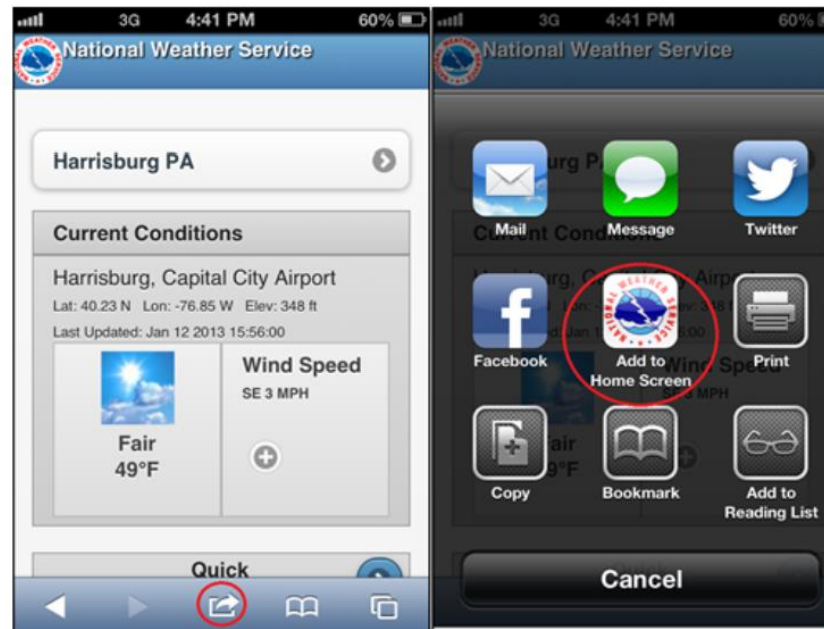 3G 4:41 PM 60%
National Weather Service
Harrisburg PA
Current Conditions
Harrisburg, Capital City Airport
Lat: 40.23 N Lon: -76.85 W Elev: 348 ft
Last Updated: Jan 12 2013 15:56:00
Fair
49°F
Wind Speed
SE 3 MPH
Quick
3G 4:41 PM 60%
National Weather Service
Mail
Message
Twitter
Facebook
NATIONAL WEATHER SERVICE
Add to
Home Screen
Print
Copy
Bookmark
Add to
Reading List
Cancel